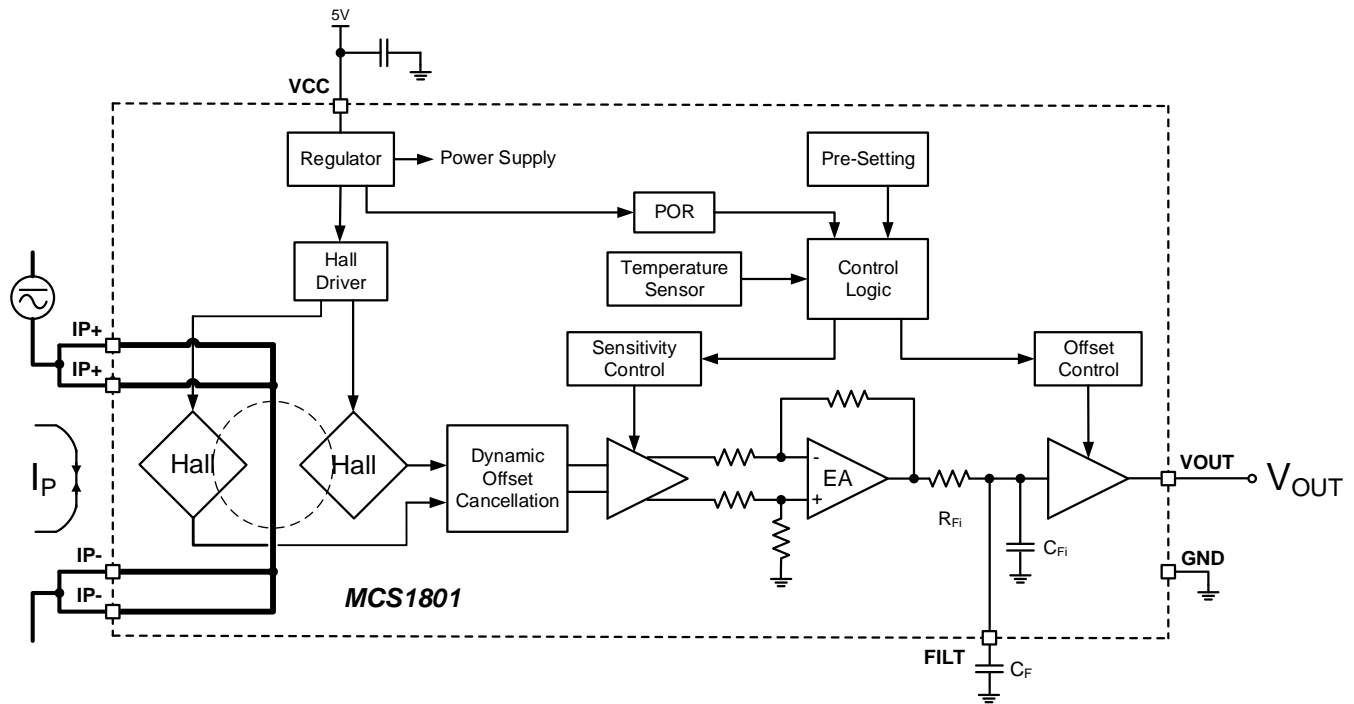 5V
VCC
Regulator
Power Supply
Pre-Setting
POR
Hall
Driver
Temperature
Sensor
Control
Logic
IP+
IP+
Sensitivity
Control
Offset
Control
Hall
Hall
Dynamic
Offset
Cancellation
-
EA
+
IP
RFi
CFi
VOUT
VOUT
IP-
IP-
GND
MCS1801
FILT
CF